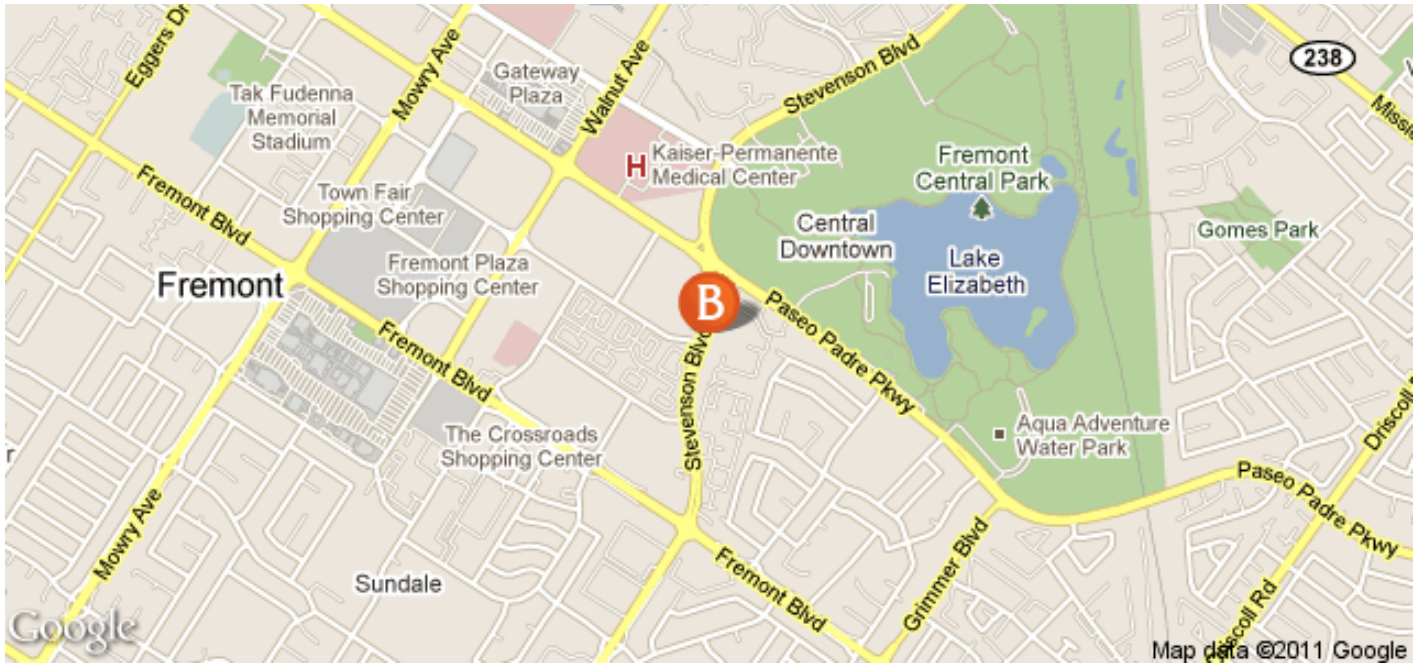 Eggers Dr
Mowry Ave
Gateway
Plaza
Walnut Ave
Stevenson Blvd
238
Tak Fudenna
Memorial
Stadium
Kaiser-Permanente
Medical Center
H
Fremont
Central Park
Fremont Blvd
Town Fair
Shopping Center
Central
Downtown
Gomes Park
Fremont
Fremont Plaza
Shopping Center
Lake
Elizabeth
B
Paseo Padre Pkwy
Fremont Blvd
Stevenson Blvd
The Crossroads
Shopping Center
Aqua Adventure
Water Park
Paseo Padre Pkwy
Mowry Ave
Sundale
Fremont Blvd
Grimmer Blvd
Driscoll Rd
Google
Map data ©2011 Google